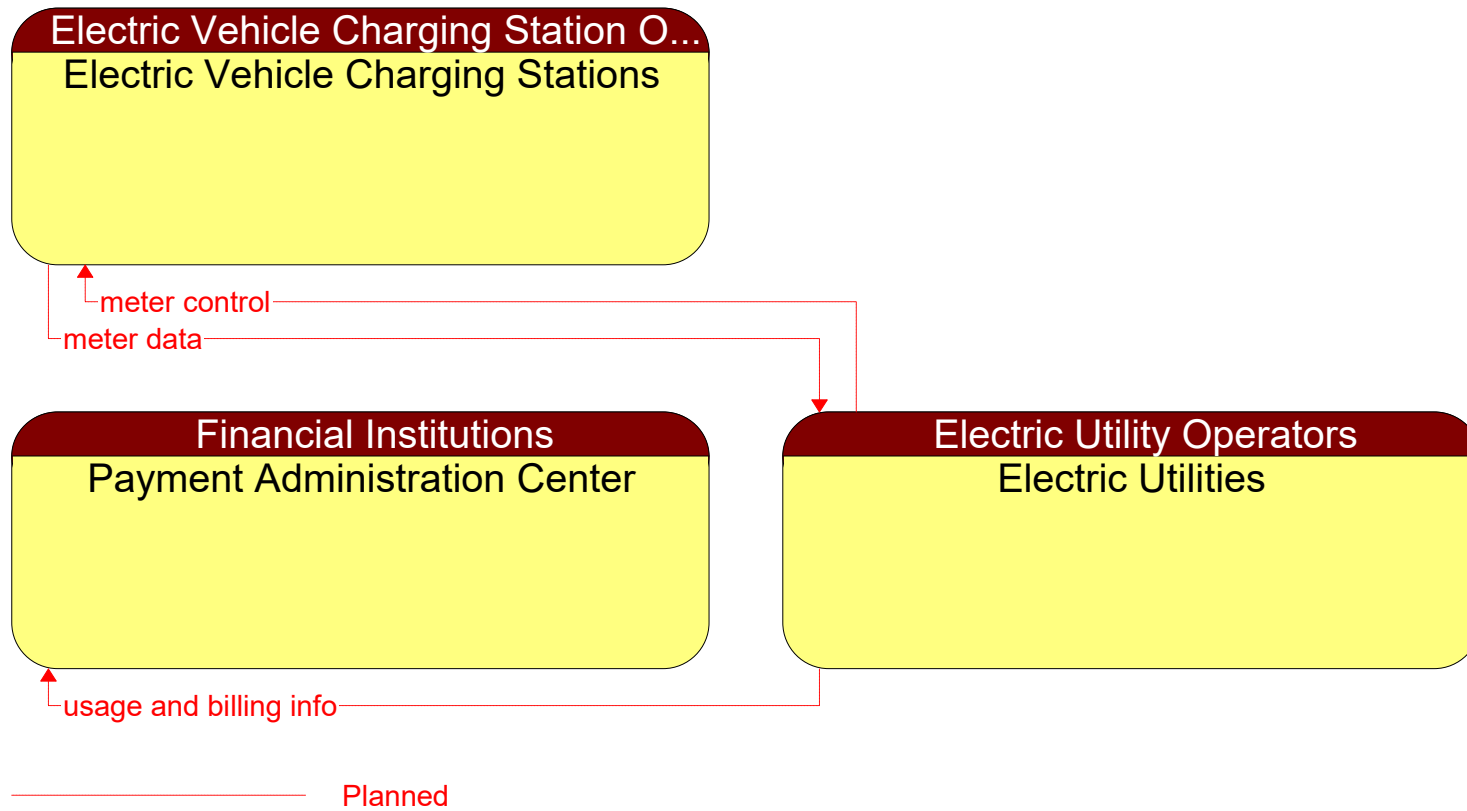 Electric Vehicle Charging Station O...
Electric Vehicle Charging Stations
meter control
meter data
Financial Institutions
Payment Administration Center
Electric Utility Operators
Electric Utilities
usage and billing info
Planned